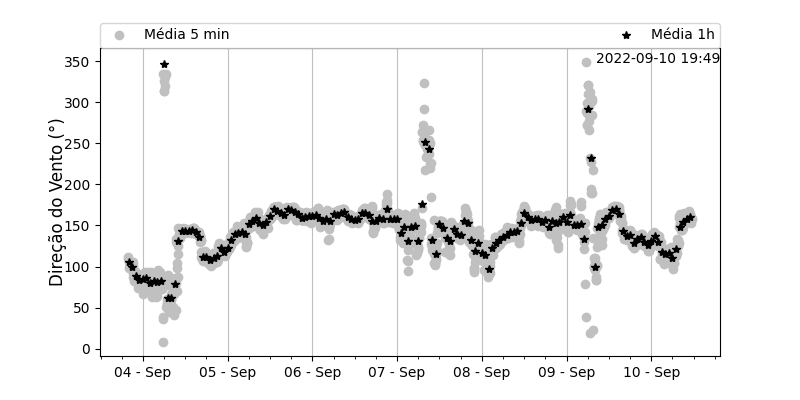 Média 5 min
Média 1h
2022-09-10 19:49
Direção do Vento (°)
350
300
250
200
150
100
50
0
04 - Sep 05 - Sep 06 - Sep 07 - Sep 08 - Sep 09 - Sep 10 - Sep